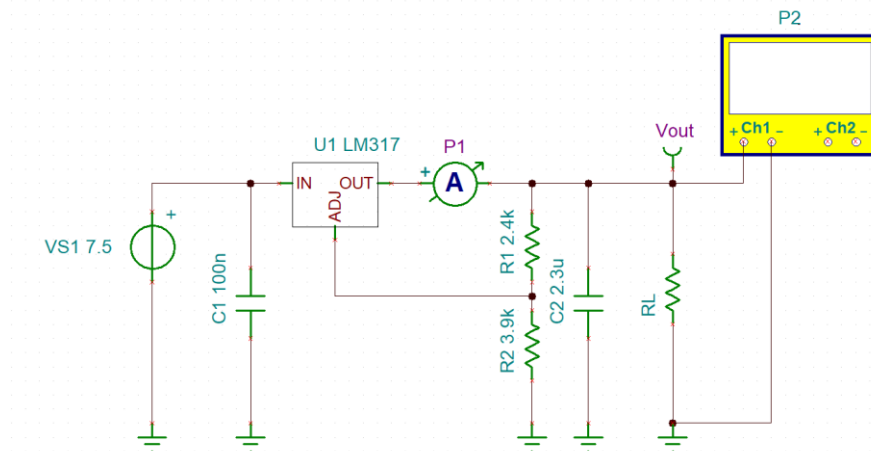 P2
+ Ch1 - + Ch2 -
Vout
U1 LM317
P1
IN OUT
ADJ
+
A
+
VS1 7.5
C1 100n
R1 2.4k
R2 3.9k
C2 2.3u
RL